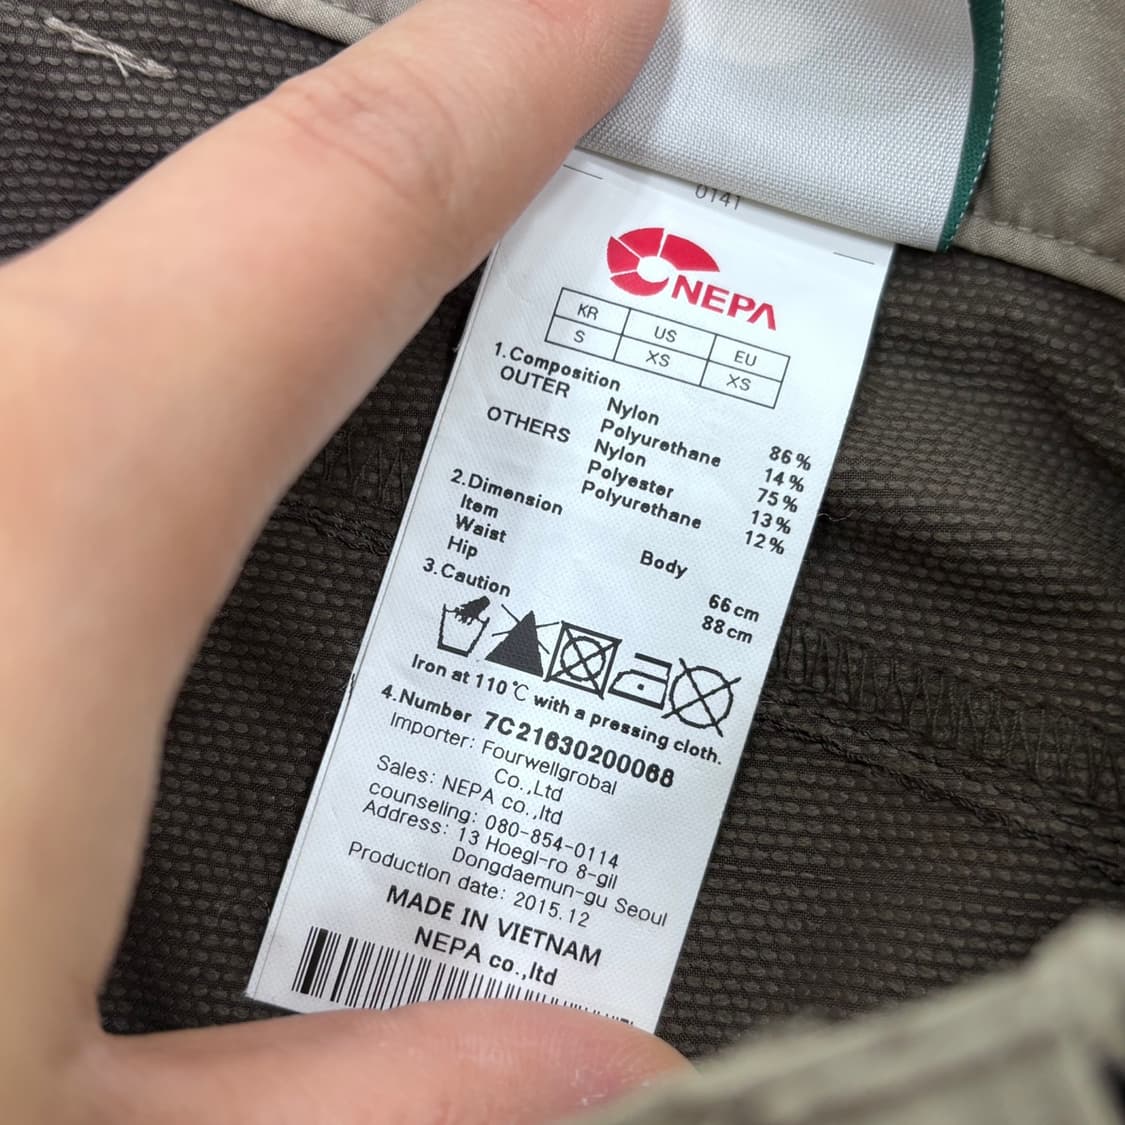 0141
NEPA
KR US EU
S XS XS
1.Composition
OUTER Nylon 86%
Polyurethane 14%
OTHERS Nylon 75%
Polyester 13%
Polyurethane 12%
2.Dimension
Item Body
Waist 66cm
Hip 88cm
3.Caution
Iron at 110℃ with a pressing cloth.
4.Number 7C21630200068
Importer: Fourwellgrobal
Co.,Ltd
Sales: NEPA co.,ltd
counseling: 080-854-0114
Address: 13 Hoegi-ro 8-gil
Dongdaemun-gu Seoul
Production date: 2015.12
MADE IN VIETNAM
NEPA co.,ltd